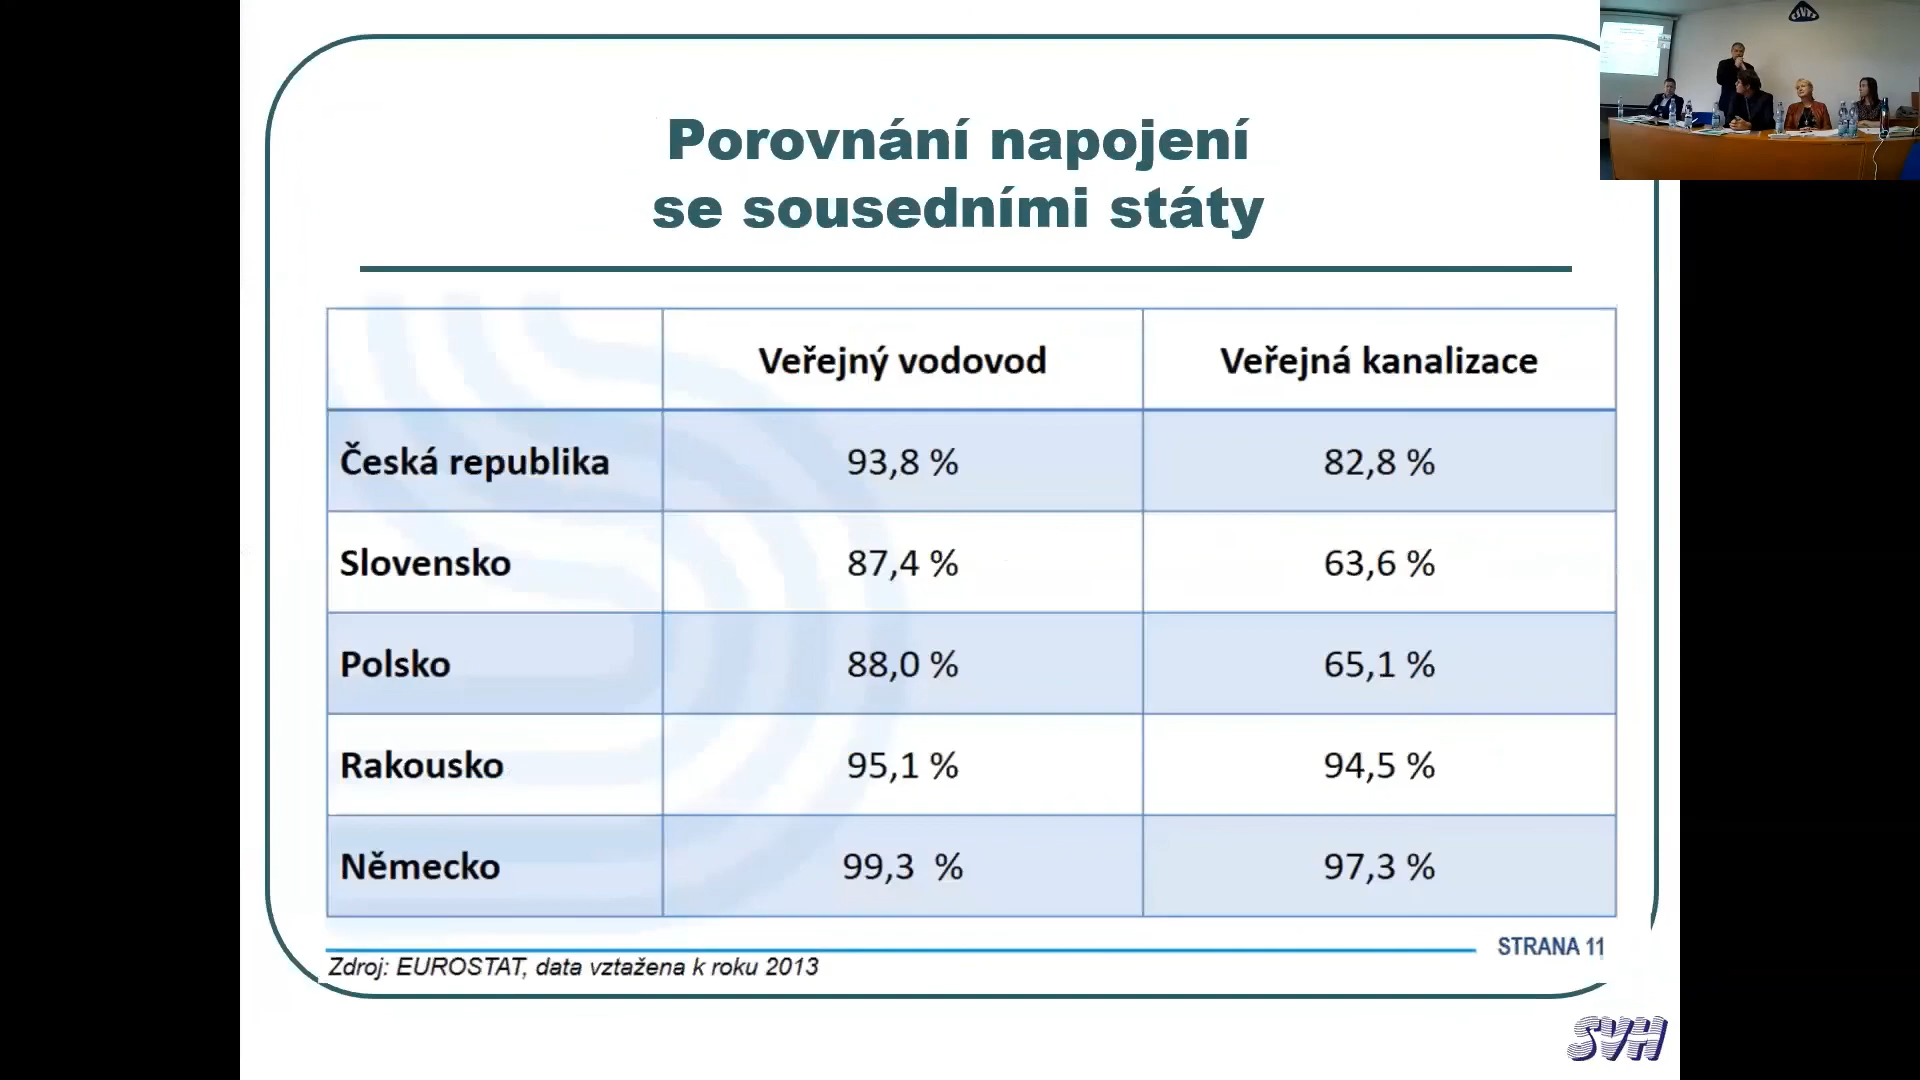 Porovnání napojení
se sousedními státy
Veřejný vodovod Veřejná kanalizace
Česká republika 93,8 % 82,8 %
Slovensko 87,4 % 63,6 %
Polsko 88,0 % 65,1 %
Rakousko 95,1 % 94,5 %
Německo 99,3 % 97,3 %
STRANA 11
Zdroj: EUROSTAT, data vztažena k roku 2013
SVH